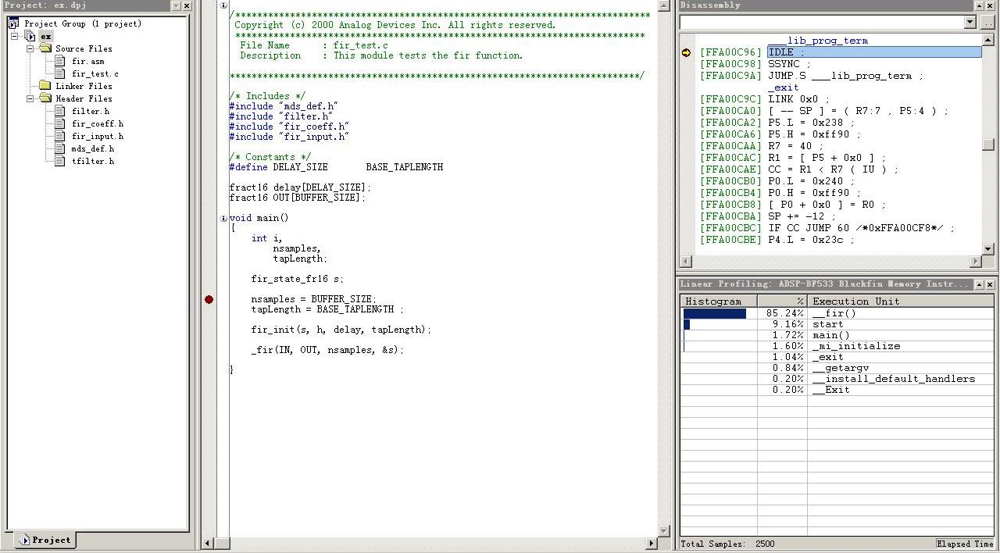 Project: ex.dpj
Project Group (1 project)
ex
Source Files
fir.asm
fir_test.c
Linker Files
Header Files
filter.h
fir_coeff.h
fir_input.h
mds_def.h
tfilter.h
Project
/******************************************************************************
Copyright (c) 2000 Analog Devices Inc. All rights reserved.
******************************************************************************
File Name : fir_test.c
Description : This module tests the fir function.
******************************************************************************/
/* Includes */
#include "mds_def.h"
#include "filter.h"
#include "fir_coeff.h"
#include "fir_input.h"
/* Constants */
#define DELAY_SIZE BASE_TAPLENGTH
fract16 delay[DELAY_SIZE];
fract16 OUT[BUFFER_SIZE];
void main()
{
int i,
nsamples,
tapLength;
fir_state_fr16 s;
nsamples = BUFFER_SIZE;
tapLength = BASE_TAPLENGTH ;
fir_init(s, h, delay, tapLength);
_fir(IN, OUT, nsamples, &s);
}
Disassembly
___lib_prog_term
[FFA00C96] IDLE ;
[FFA00C98] SSYNC ;
[FFA00C9A] JUMP.S ___lib_prog_term ;
_exit
[FFA00C9C] LINK 0x0 ;
[FFA00CA0] [ -- SP ] = ( R7:7 , P5:4 ) ;
[FFA00CA2] P5.L = 0x238 ;
[FFA00CA6] P5.H = 0xff90 ;
[FFA00CAA] R7 = 40 ;
[FFA00CAC] R1 = [ P5 + 0x0 ] ;
[FFA00CAE] CC = R1 < R7 ( IU ) ;
[FFA00CB0] P0.L = 0x240 ;
[FFA00CB4] P0.H = 0xff90 ;
[FFA00CB8] [ P0 + 0x0 ] = R0 ;
[FFA00CBA] SP += -12 ;
[FFA00CBC] IF CC JUMP 60 /*0xFFA00CF8*/ ;
[FFA00CBE] P4.L = 0x23c ;
Linear Profiling: ADSP-BF533 Blackfin Memory Instr...
Histogram % Execution Unit
85.24% __fir()
9.16% start
1.72% main()
1.60% _mi_initialize
1.04% _exit
0.84% __getargv
0.20% __install_default_handlers
0.20% __Exit
Total Samples: 2500 Elapsed Time